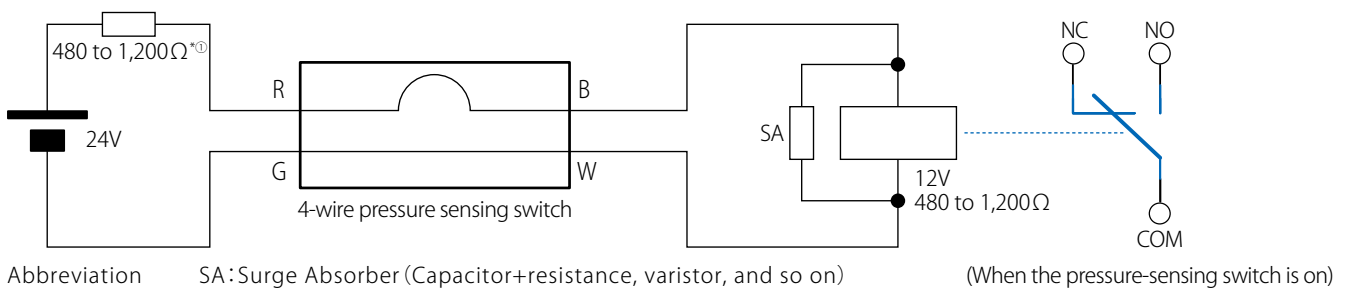 480 to 1,200Ω*①
24V
R
G
B
W
4-wire pressure sensing switch
SA
12V
480 to 1,200Ω
NC
NO
COM
Abbreviation SA：Surge Absorber（Capacitor+resistance, varistor, and so on）
(When the pressure-sensing switch is on)